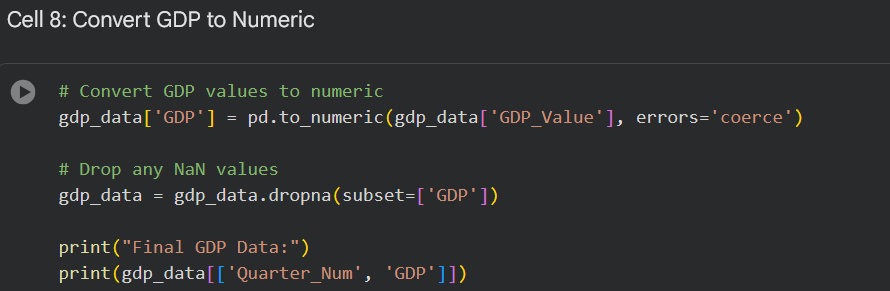 Cell 8: Convert GDP to Numeric
# Convert GDP values to numeric
gdp_data['GDP'] = pd.to_numeric(gdp_data['GDP_Value'], errors='coerce')
# Drop any NaN values
gdp_data = gdp_data.dropna(subset=['GDP'])
print("Final GDP Data:")
print(gdp_data[['Quarter_Num', 'GDP']])